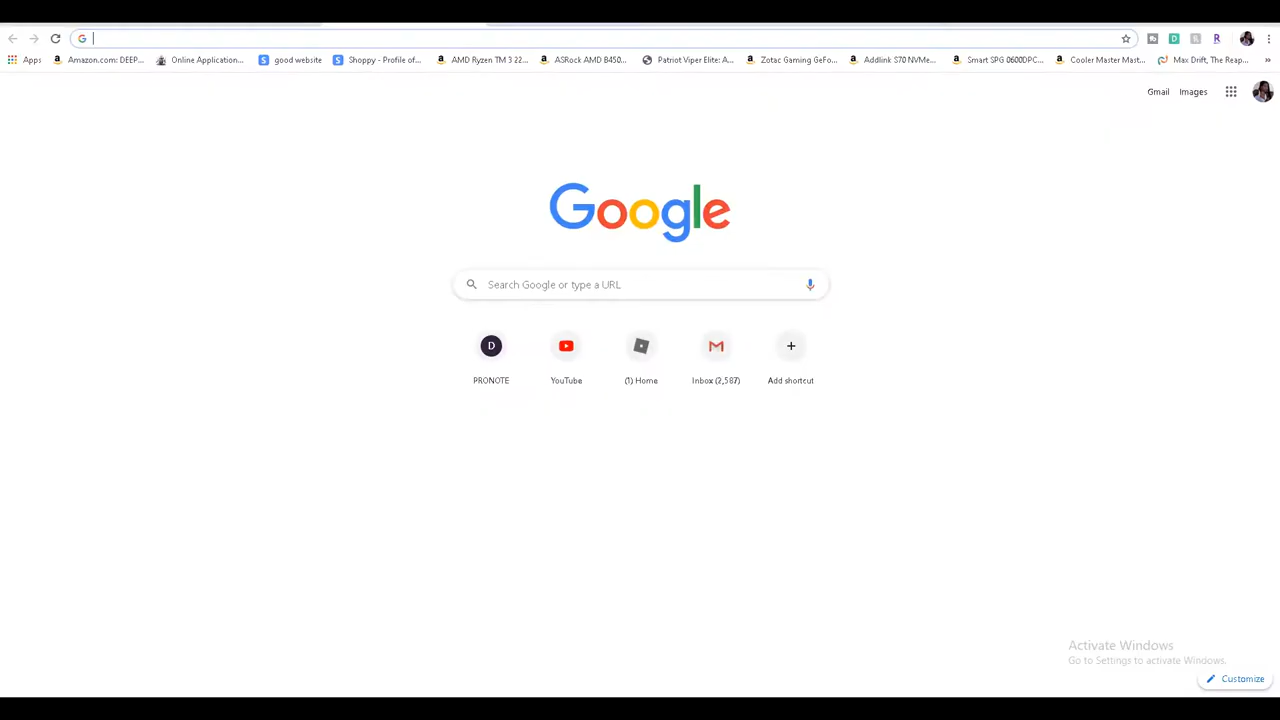 Apps Amazon.com: DEEP... Online Application... good website Shoppy - Profile of... AMD Ryzen TM 3 22... ASRock AMD B450... Patriot Viper Elite: A... Zotac Gaming GeFo... Addlink S70 NVMe... Smart SPG 0600DPC... Cooler Master Mast... Max Drift, The Reap... »
Gmail Images
Google
Search Google or type a URL
D
PRONOTE YouTube (1) Home Inbox (2,587) Add shortcut
Activate Windows
Go to Settings to activate Windows.
Customize